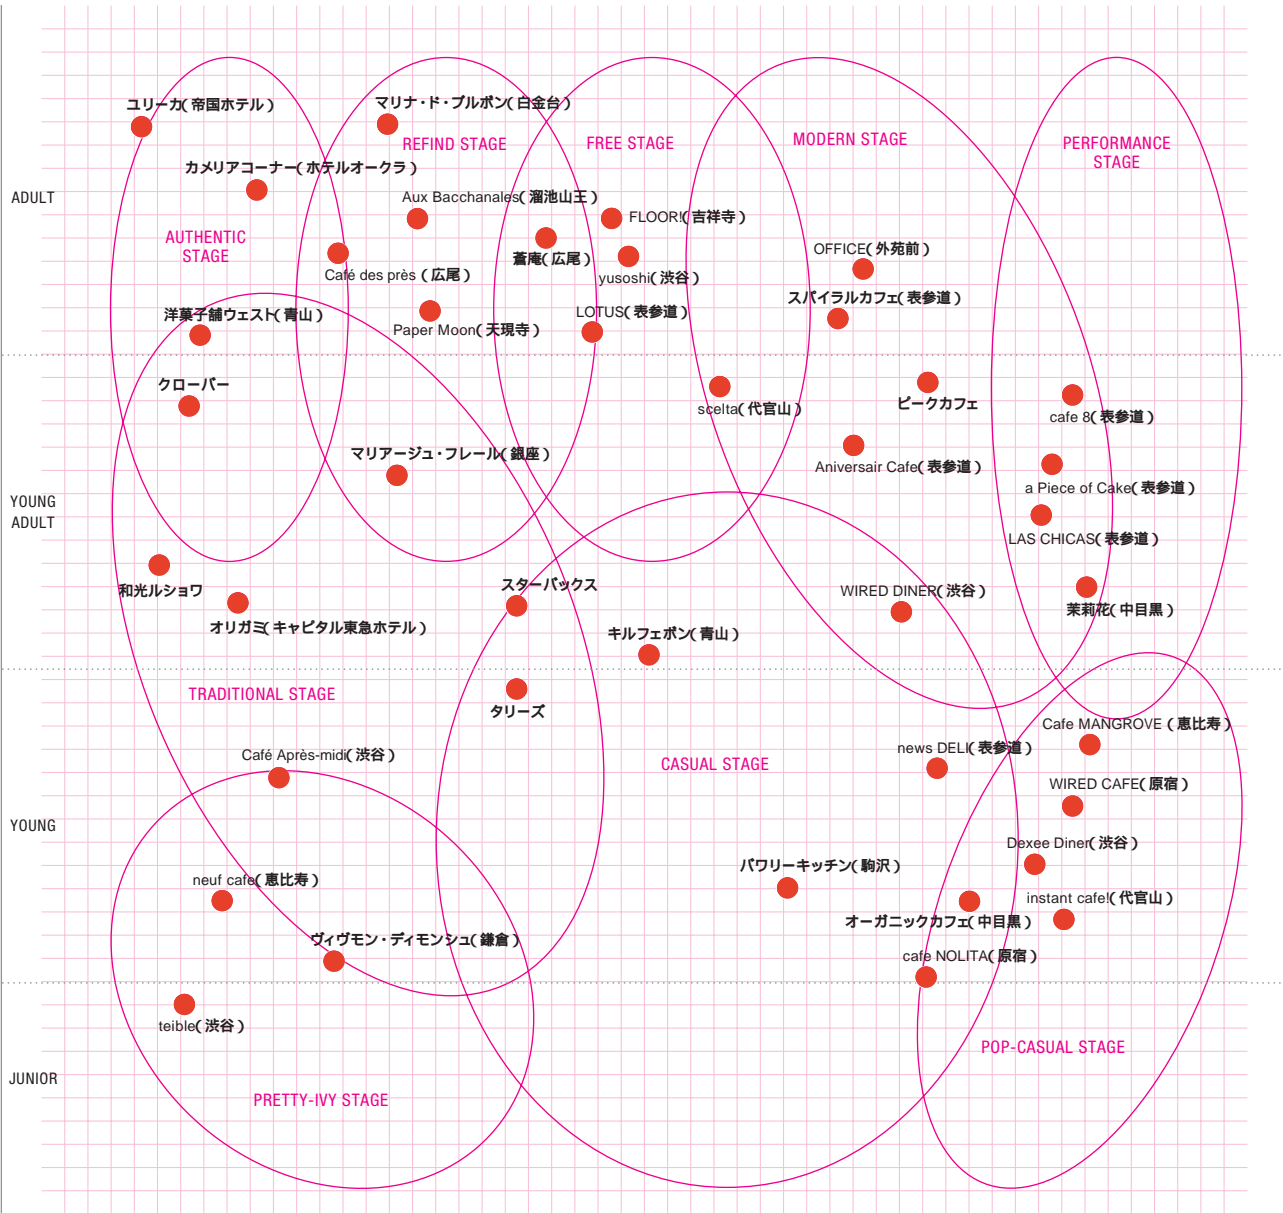 ユリーカ( 帝国ホテル )
マリナ・ド・ブルボン( 白金台 )
REFIND STAGE
FREE STAGE
MODERN STAGE
PERFORMANCE
STAGE
カメリアコーナー( ホテルオークラ )
ADULT
Aux Bacchanales( 溜池山王 )
FLOOR!( 吉祥寺 )
AUTHENTIC
STAGE
蒼庵( 広尾 )
OFFICE( 外苑前 )
Café des près ( 広尾 )
yusoshi( 渋谷 )
スパイラルカフェ( 表参道 )
洋菓子舗ウェスト( 青山 )
LOTUS( 表参道 )
Paper Moon( 天現寺 )
クローバー
scelta( 代官山 )
ピークカフェ
cafe 8( 表参道 )
マリアージュ・フレール( 銀座 )
Aniversair Cafe( 表参道 )
a Piece of Cake( 表参道 )
YOUNG
ADULT
LAS CHICAS( 表参道 )
和光ルショワ
スターバックス
WIRED DINER( 渋谷 )
茉莉花( 中目黒 )
オリガミ( キャピタル東急ホテル )
キルフェボン( 青山 )
TRADITIONAL STAGE
タリーズ
Cafe MANGROVE ( 恵比寿 )
Café Après-midi( 渋谷 )
news DELI( 表参道 )
CASUAL STAGE
WIRED CAFE( 原宿 )
YOUNG
Dexee Diner( 渋谷 )
neuf cafe( 恵比寿 )
バワリーキッチン( 駒沢 )
instant cafe!( 代官山 )
オーガニックカフェ( 中目黒 )
ヴィヴモン・ディモンシュ( 鎌倉 )
cafe NOLITA( 原宿 )
teible( 渋谷 )
POP-CASUAL STAGE
JUNIOR
PRETTY-IVY STAGE